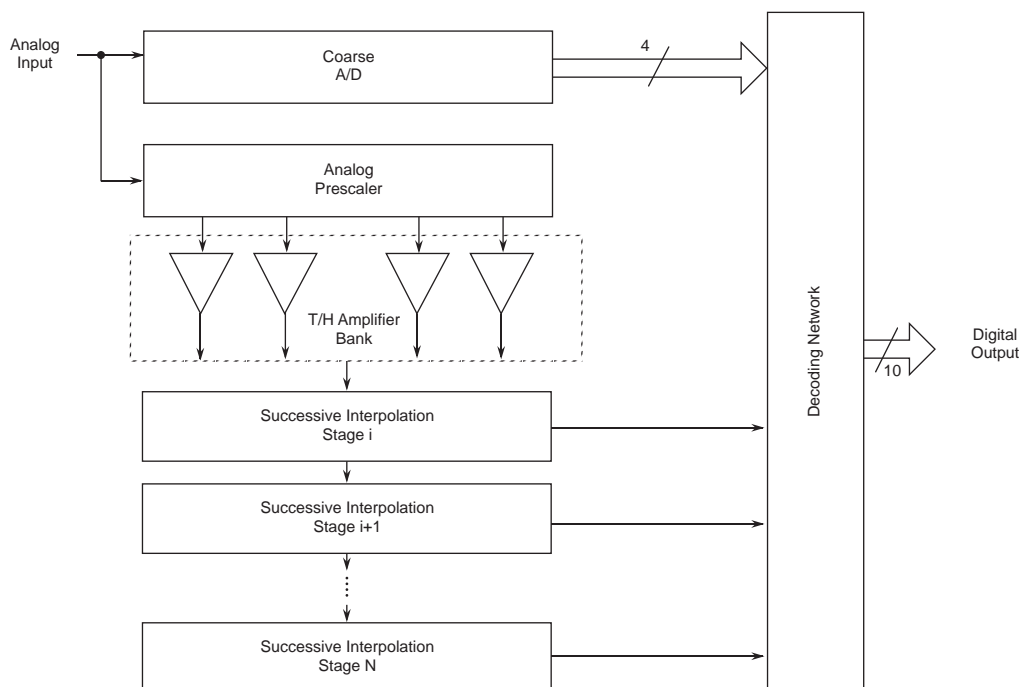 Analog
Input
Coarse
A/D
4
Analog
Prescaler
T/H Amplifier
Bank
Successive Interpolation
Stage i
Successive Interpolation
Stage i+1
Successive Interpolation
Stage N
Decoding Network
10
Digital
Output